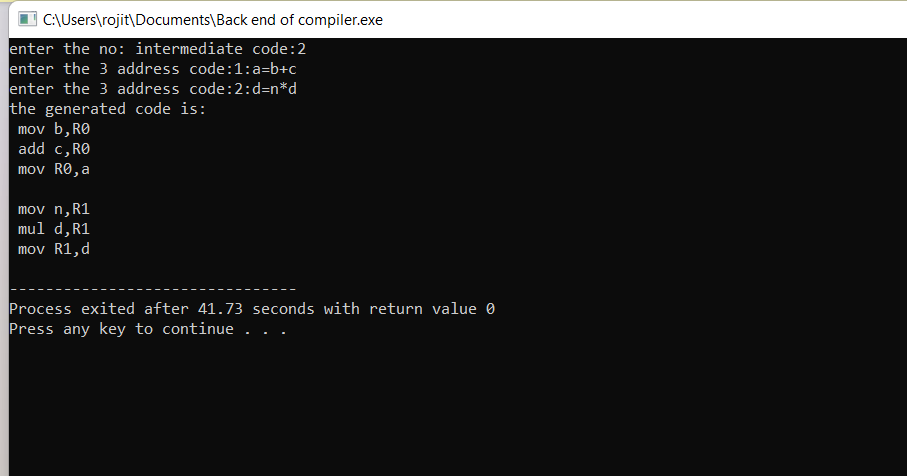 C:\Users\rojit\Documents\Back end of compiler.exe
enter the no: intermediate code:2
enter the 3 address code:1:a=b+c
enter the 3 address code:2:d=n*d
the generated code is:
 mov b,R0
 add c,R0
 mov R0,a

 mov n,R1
 mul d,R1
 mov R1,d

--------------------------------
Process exited after 41.73 seconds with return value 0
Press any key to continue . . .